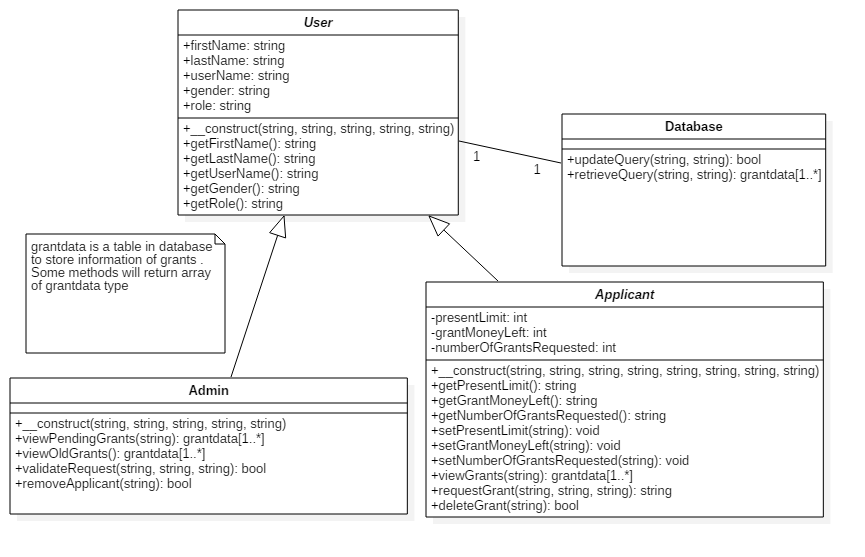 User
+firstName: string
+lastName: string
+userName: string
+gender: string
+role: string
+__construct(string, string, string, string, string)
+getFirstName(): string
+getLastName(): string
+getUserName(): string
+getGender(): string
+getRole(): string
1
1
Database
+updateQuery(string, string): bool
+retrieveQuery(string, string): grantdata[1..*]
grantdata is a table in database
to store information of grants .
Some methods will return array
of grantdata type
Applicant
-presentLimit: int
-grantMoneyLeft: int
-numberOfGrantsRequested: int
+__construct(string, string, string, string, string, string, string, string)
+getPresentLimit(): string
+getGrantMoneyLeft(): string
+getNumberOfGrantsRequested(): string
+setPresentLimit(string): void
+setGrantMoneyLeft(string): void
+setNumberOfGrantsRequested(string): void
+viewGrants(string): grantdata[1..*]
+requestGrant(string, string, string): string
+deleteGrant(string): bool
Admin
+__construct(string, string, string, string, string)
+viewPendingGrants(string): grantdata[1..*]
+viewOldGrants(): grantdata[1..*]
+validateRequest(string, string, string): bool
+removeApplicant(string): bool